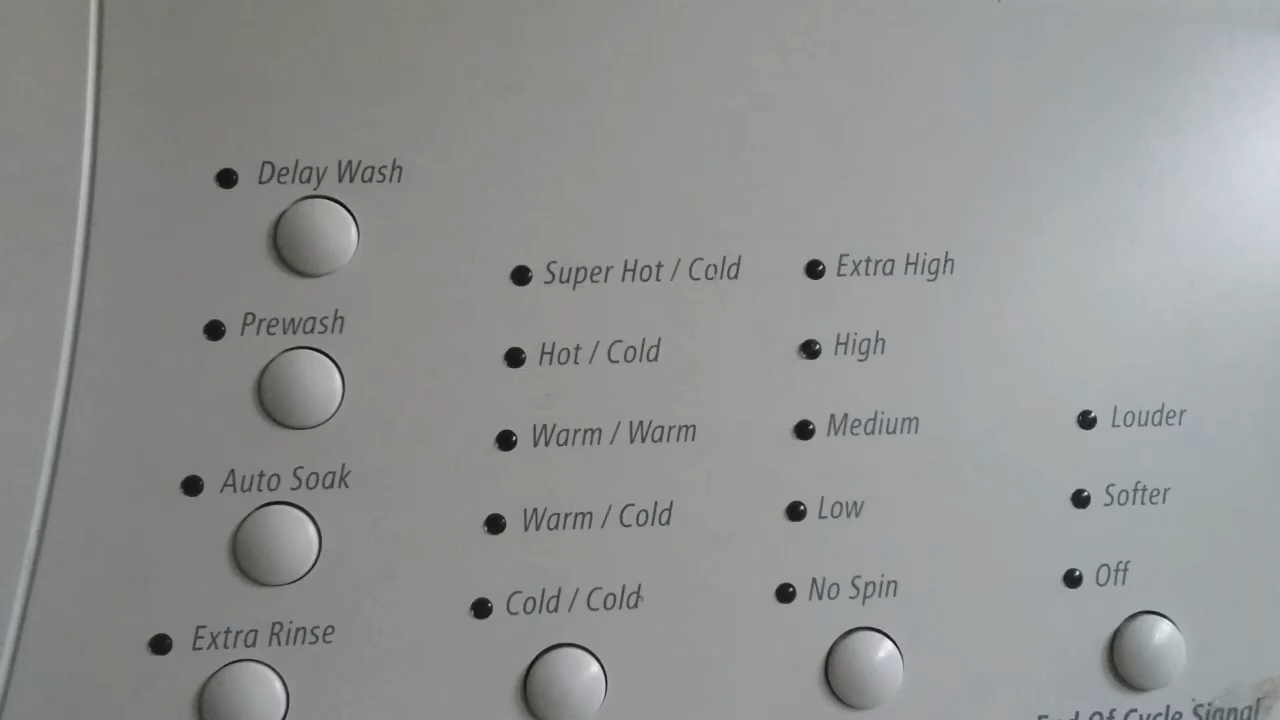 Delay Wash
Prewash
Auto Soak
Extra Rinse
Super Hot / Cold
Hot / Cold
Warm / Warm
Warm / Cold
Cold / Cold
Extra High
High
Medium
Low
No Spin
Louder
Softer
Off
End Of Cycle Signal